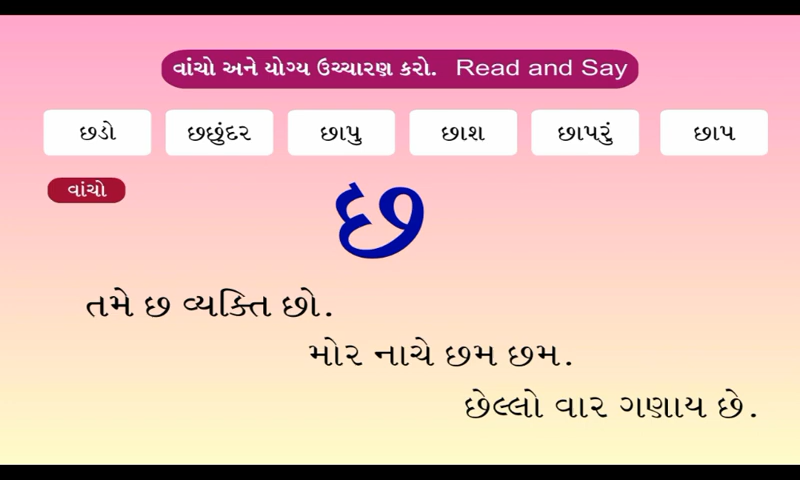 વાંચો અને યોગ્ય ઉચ્ચારણ કરો. Read and Say
છડો છછુંદર છાપુ છાશ છાપરું છાપ
વાંચો
છ
તમે છ વ્યક્તિ છો.
મોર નાચે છમ છમ.
છેલ્લો વાર ગણાય છે.